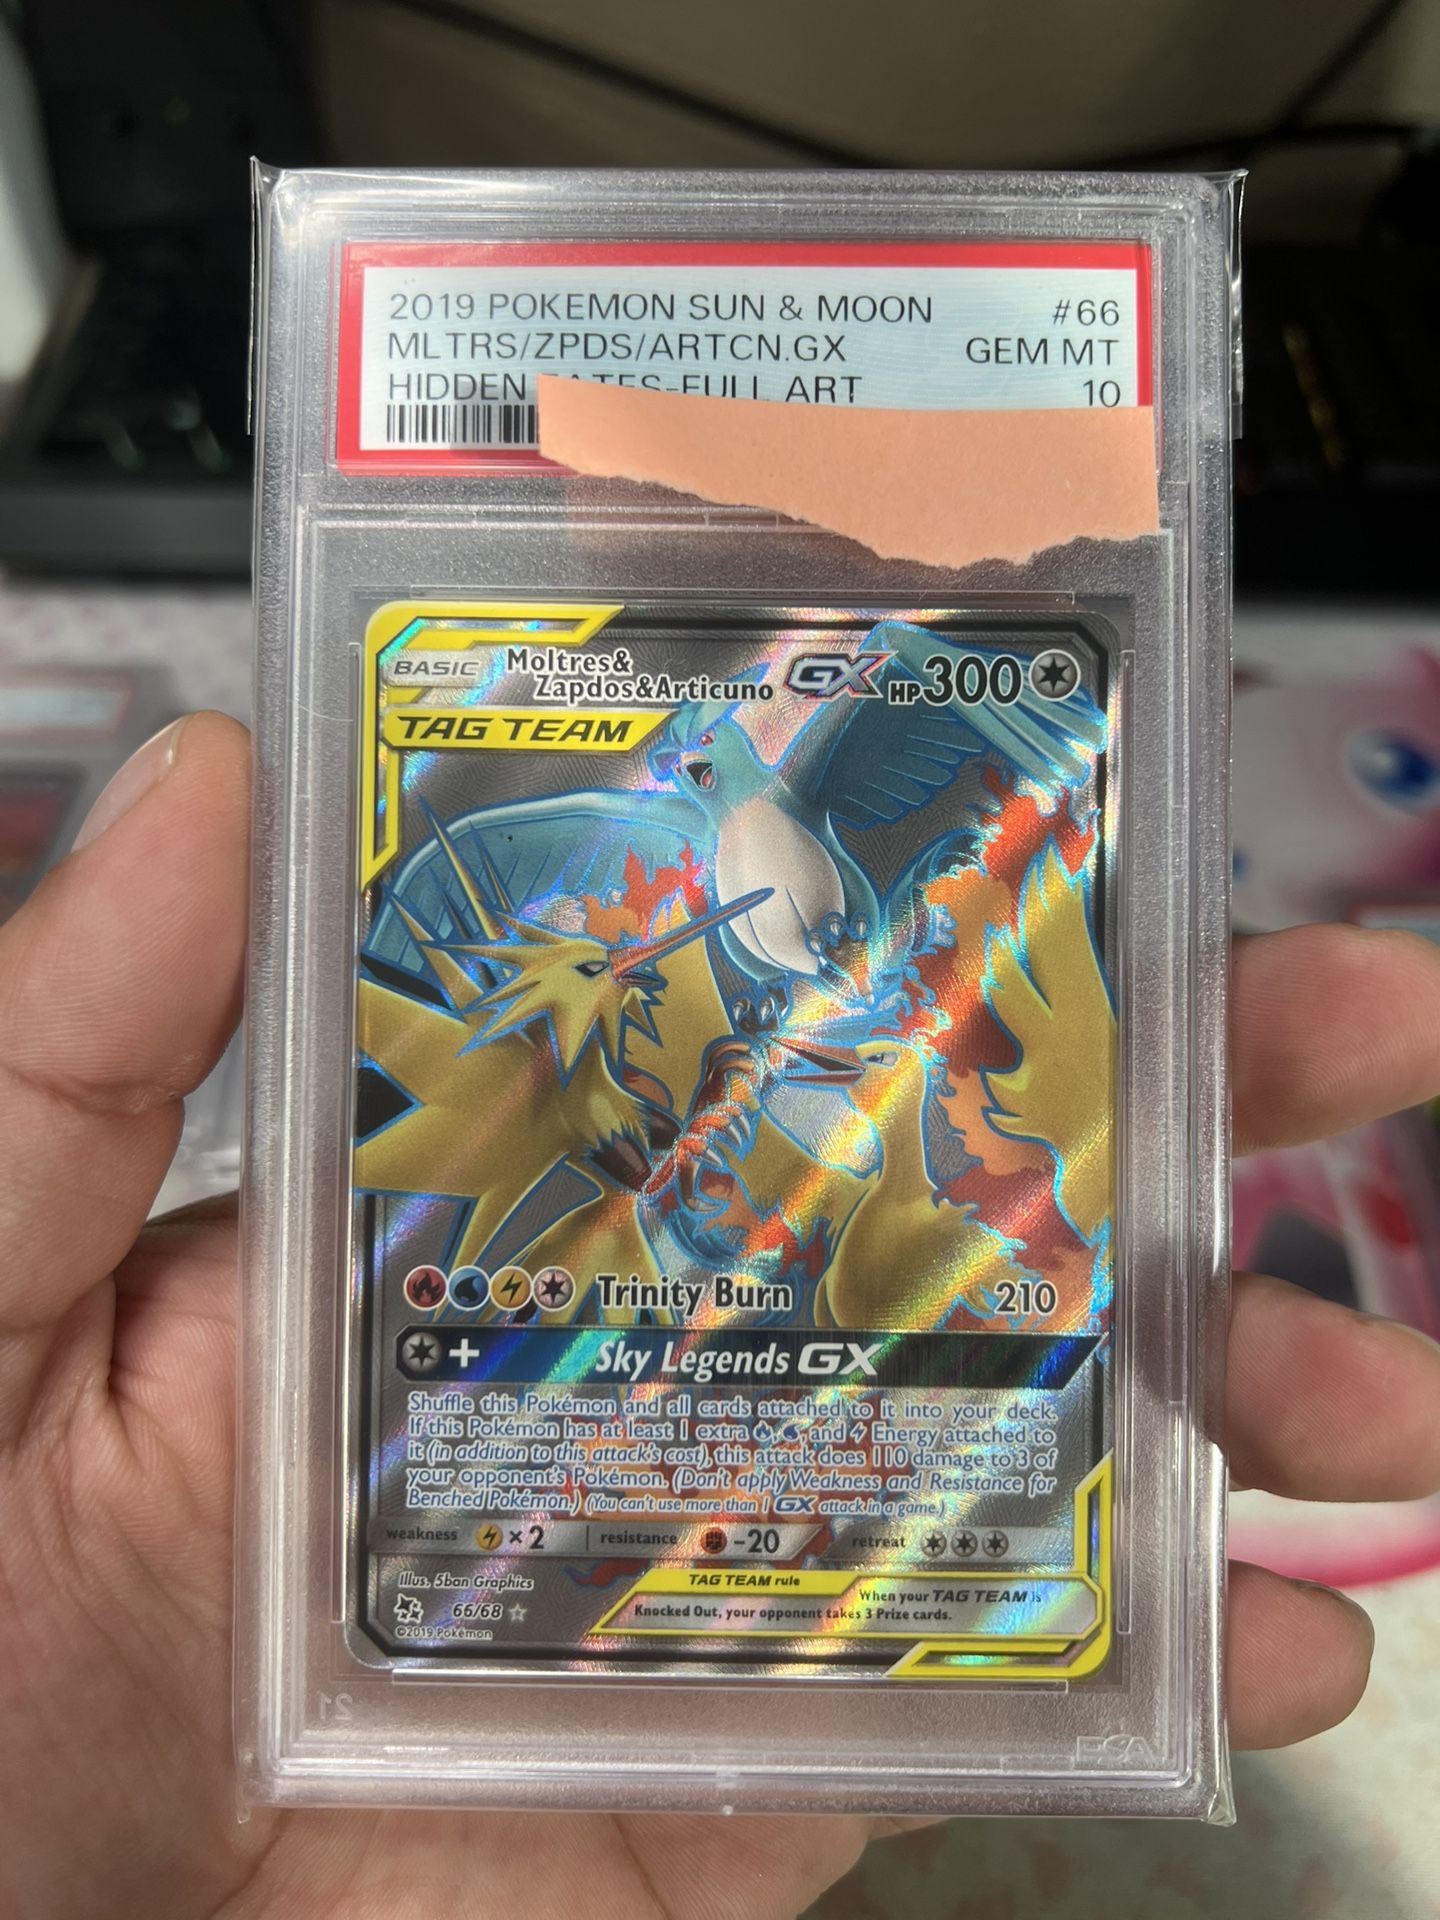 2019 POKEMON SUN & MOON #66
MLTRS/ZPDS/ARTCN.GX GEM MT
HIDDEN FATES-FULL ART 10
BASIC Moltres& Zapdos&Articuno GX HP300
TAG TEAM
Trinity Burn 210
+ Sky Legends GX
Shuffle this Pokémon and all cards attached to it into your deck.
If this Pokémon has at least 1 extra , , and Energy attached to
it (in addition to this attack's cost), this attack does 110 damage to 3 of
your opponent's Pokémon. (Don't apply Weakness and Resistance for
Benched Pokémon.) (You can't use more than 1 GX attack in a game.)
weakness ×2 resistance -20 retreat
Illus. 5ban Graphics
TAG TEAM rule
When your TAG TEAM is
Knocked Out, your opponent takes 3 Prize cards.
66/68
©2019 Pokémon
21
PSA